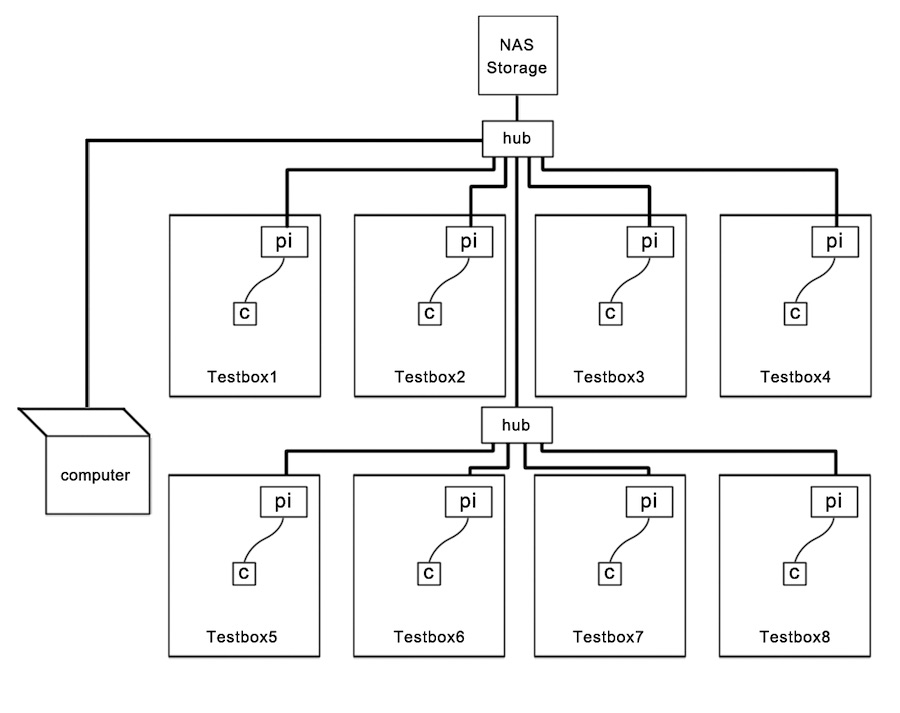 NAS
Storage
hub
pi
pi
pi
pi
C
C
C
C
Testbox1
Testbox2
Testbox3
Testbox4
hub
computer
pi
pi
pi
pi
C
C
C
C
Testbox5
Testbox6
Testbox7
Testbox8